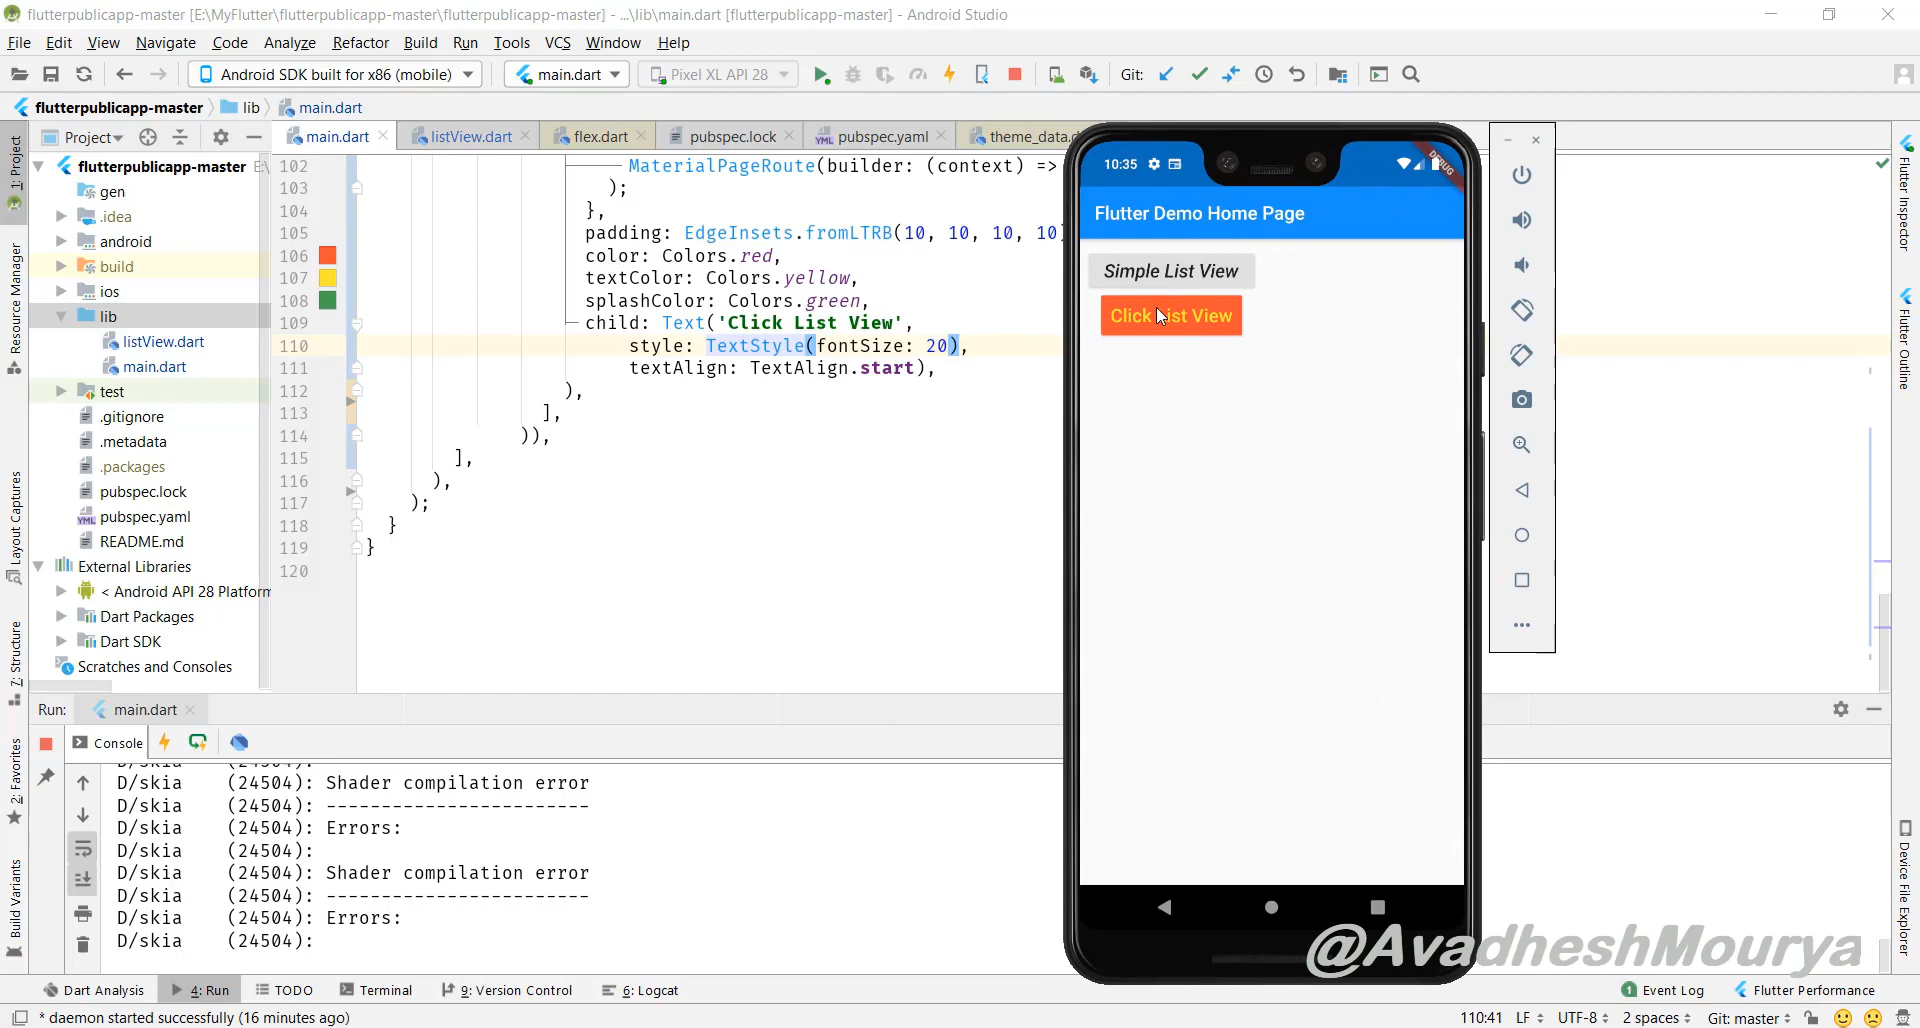 flutterpublicapp-master [E:\MyFlutter\flutterpublicapp-master\flutterpublicapp-master] - ...\lib\main.dart [flutterpublicapp-master] - Android Studio
File Edit View Navigate Code Analyze Refactor Build Run Tools VCS Window Help
Android SDK built for x86 (mobile) main.dart Pixel XL API 28 Git:
flutterpublicapp-master lib main.dart
Project
main.dart listView.dart flex.dart pubspec.lock pubspec.yaml theme_data.d
1: Project
Resource Manager
Layout Captures
7: Structure
2: Favorites
Build Variants
flutterpublicapp-master E:\
gen
.idea
android
build
ios
lib
listView.dart
main.dart
test
.gitignore
.metadata
.packages
pubspec.lock
pubspec.yaml
README.md
External Libraries
< Android API 28 Platform
Dart Packages
Dart SDK
Scratches and Consoles
102 MaterialPageRoute(builder: (context) =>
103 );
104 },
105 padding: EdgeInsets.fromLTRB(10, 10, 10, 10)
106 color: Colors.red,
107 textColor: Colors.yellow,
108 splashColor: Colors.green,
109 child: Text('Click List View',
110 style: TextStyle(fontSize: 20),
111 textAlign: TextAlign.start),
112 ),
113 ],
114 )),
115 ],
116 ),
117 );
118 }
119 }
120
10:35
DEBUG
Flutter Demo Home Page
Simple List View
Click List View
Flutter Inspector
Flutter Outline
Device File Explorer
Run: main.dart
Console
D/skia (24504): Shader compilation error
D/skia (24504): ------------------------
D/skia (24504): Errors:
D/skia (24504):
D/skia (24504): Shader compilation error
D/skia (24504): ------------------------
D/skia (24504): Errors:
D/skia (24504):
@AvadheshMourya
Dart Analysis 4: Run TODO Terminal 9: Version Control 6: Logcat 1 Event Log Flutter Performance
* daemon started successfully (16 minutes ago) 110:41 LF UTF-8 2 spaces Git: master